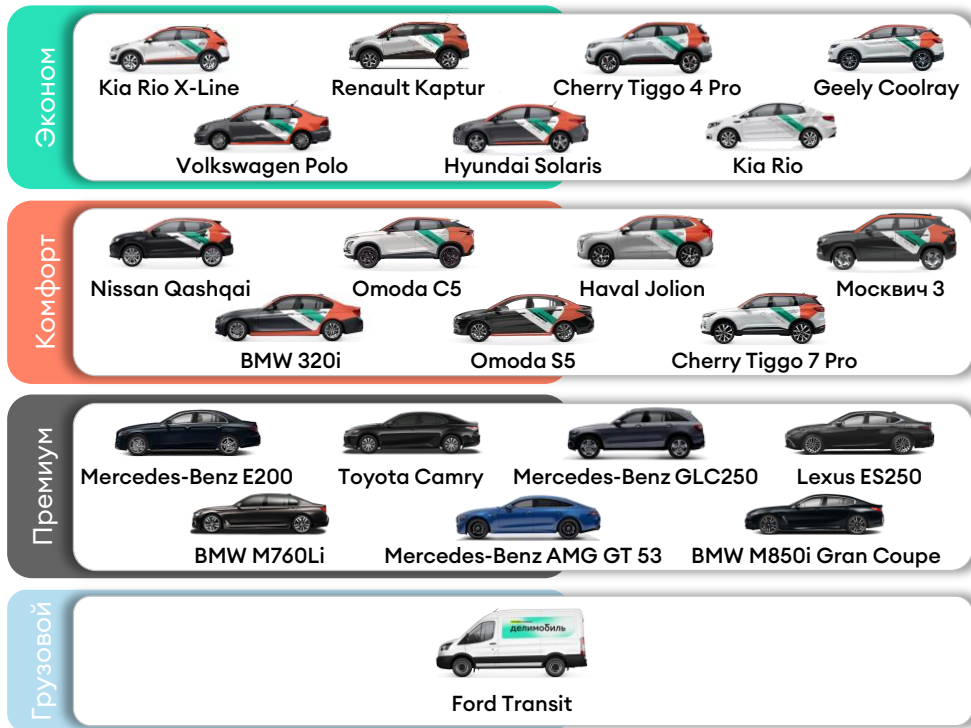 Эконом
Kia Rio X-Line
Renault Kaptur
Cherry Tiggo 4 Pro
Geely Coolray
Volkswagen Polo
Hyundai Solaris
Kia Rio
Комфорт
Nissan Qashqai
Omoda C5
Haval Jolion
Москвич 3
BMW 320i
Omoda S5
Cherry Tiggo 7 Pro
Премиум
Mercedes-Benz E200
Toyota Camry
Mercedes-Benz GLC250
Lexus ES250
BMW M760Li
Mercedes-Benz AMG GT 53
BMW M850i Gran Coupe
Грузовой
делимобиль
Ford Transit